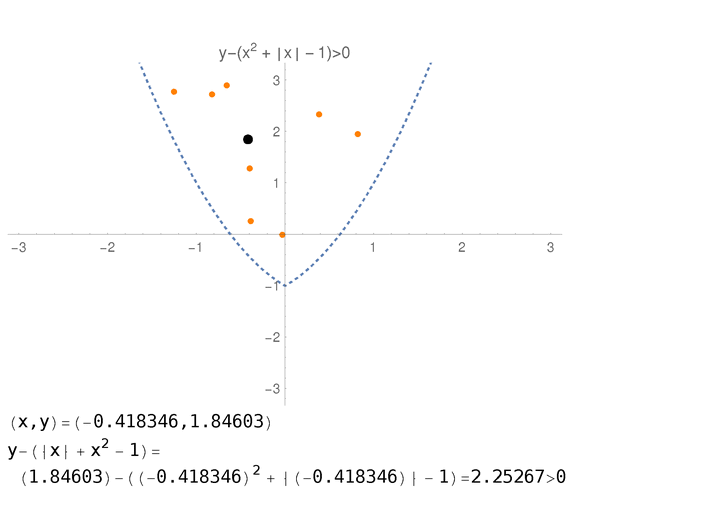 y−(x² + |x| − 1)>0
3
2
1
−3 −2 −1 1 2 3
−1
−2
−3
(x,y)=(−0.418346,1.84603)
y−(|x| + x² − 1)=
(1.84603)−((−0.418346)² + |(−0.418346)| − 1)=2.25267>0